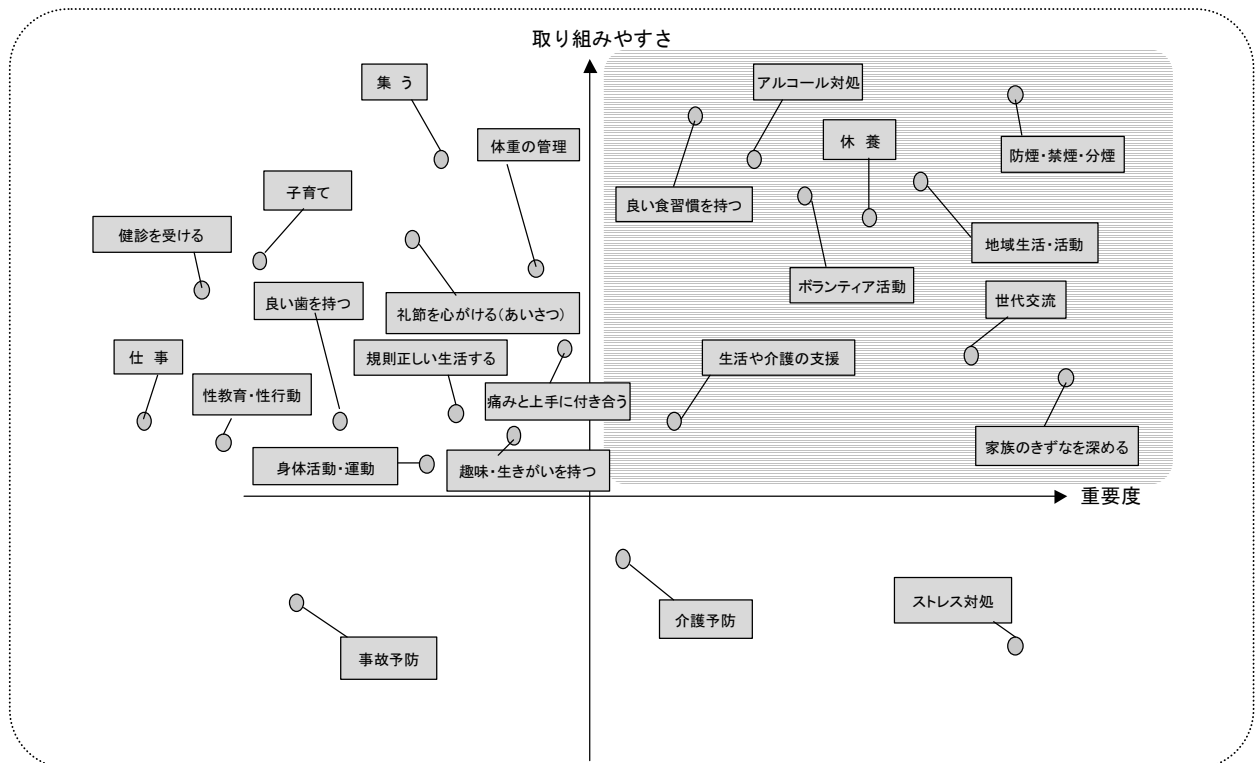 取り組みやすさ
集 う
アルコール対処
体重の管理
休 養
防煙・禁煙・分煙
子育て
良い食習慣を持つ
健診を受ける
地域生活・活動
ボランティア活動
良い歯を持つ
礼節を心がける(あいさつ)
世代交流
仕 事
規則正しい生活する
生活や介護の支援
性教育・性行動
痛みと上手に付き合う
家族のきずなを深める
身体活動・運動
趣味・生きがいを持つ
重要度
ストレス対処
介護予防
事故予防